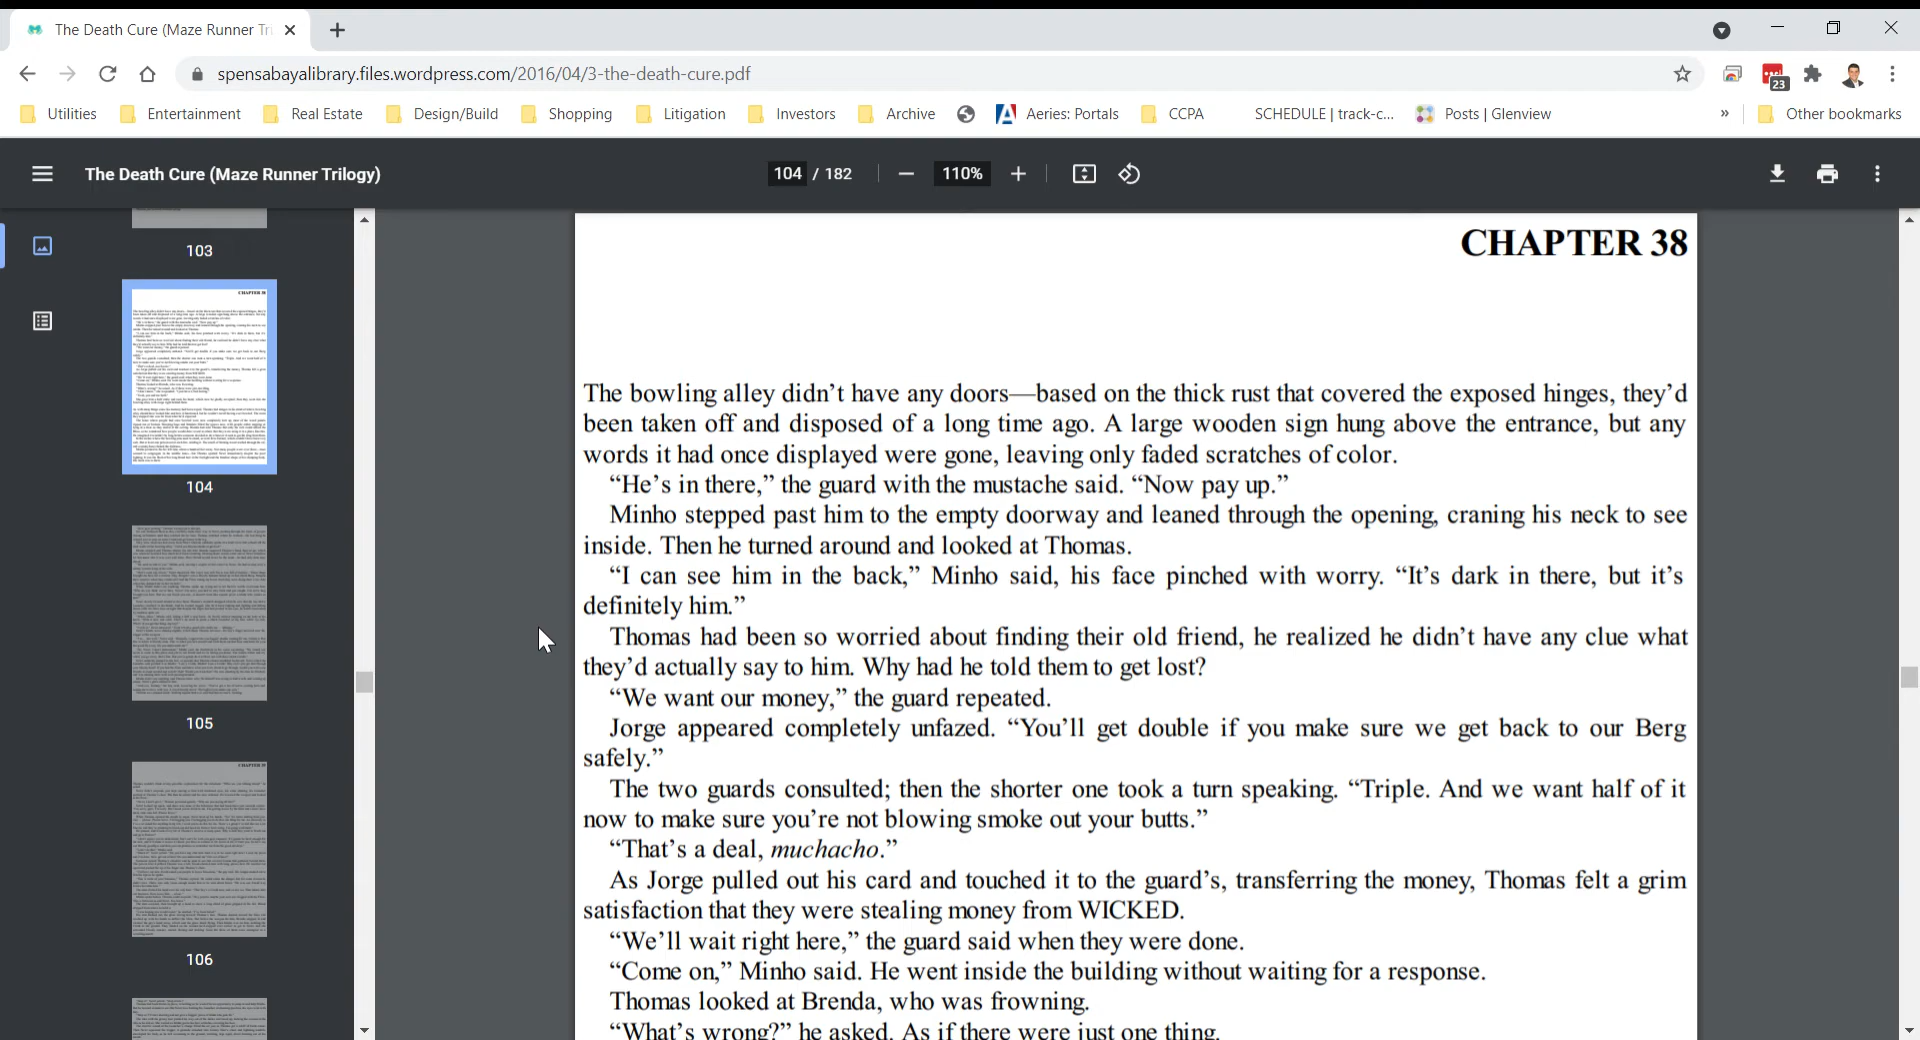 The Death Cure (Maze Runner Tri
spensabayalibrary.files.wordpress.com/2016/04/3-the-death-cure.pdf
23
Utilities Entertainment Real Estate Design/Build Shopping Litigation Investors Archive Aeries: Portals CCPA SCHEDULE | track-c... Posts | Glenview » Other bookmarks
The Death Cure (Maze Runner Trilogy) 104 / 182 110%
103
104
105
106
CHAPTER 38
The bowling alley didn’t have any doors—based on the thick rust that covered the exposed hinges, they’d
been taken off and disposed of a long time ago. A large wooden sign hung above the entrance, but any
words it had once displayed were gone, leaving only faded scratches of color.
“He’s in there,” the guard with the mustache said. “Now pay up.”
Minho stepped past him to the empty doorway and leaned through the opening, craning his neck to see
inside. Then he turned around and looked at Thomas.
“I can see him in the back,” Minho said, his face pinched with worry. “It’s dark in there, but it’s
definitely him.”
Thomas had been so worried about finding their old friend, he realized he didn’t have any clue what
they’d actually say to him. Why had he told them to get lost?
“We want our money,” the guard repeated.
Jorge appeared completely unfazed. “You’ll get double if you make sure we get back to our Berg
safely.”
The two guards consulted; then the shorter one took a turn speaking. “Triple. And we want half of it
now to make sure you’re not blowing smoke out your butts.”
“That’s a deal, muchacho.”
As Jorge pulled out his card and touched it to the guard’s, transferring the money, Thomas felt a grim
satisfaction that they were stealing money from WICKED.
“We’ll wait right here,” the guard said when they were done.
“Come on,” Minho said. He went inside the building without waiting for a response.
Thomas looked at Brenda, who was frowning.
“What’s wrong?” he asked. As if there were just one thing.